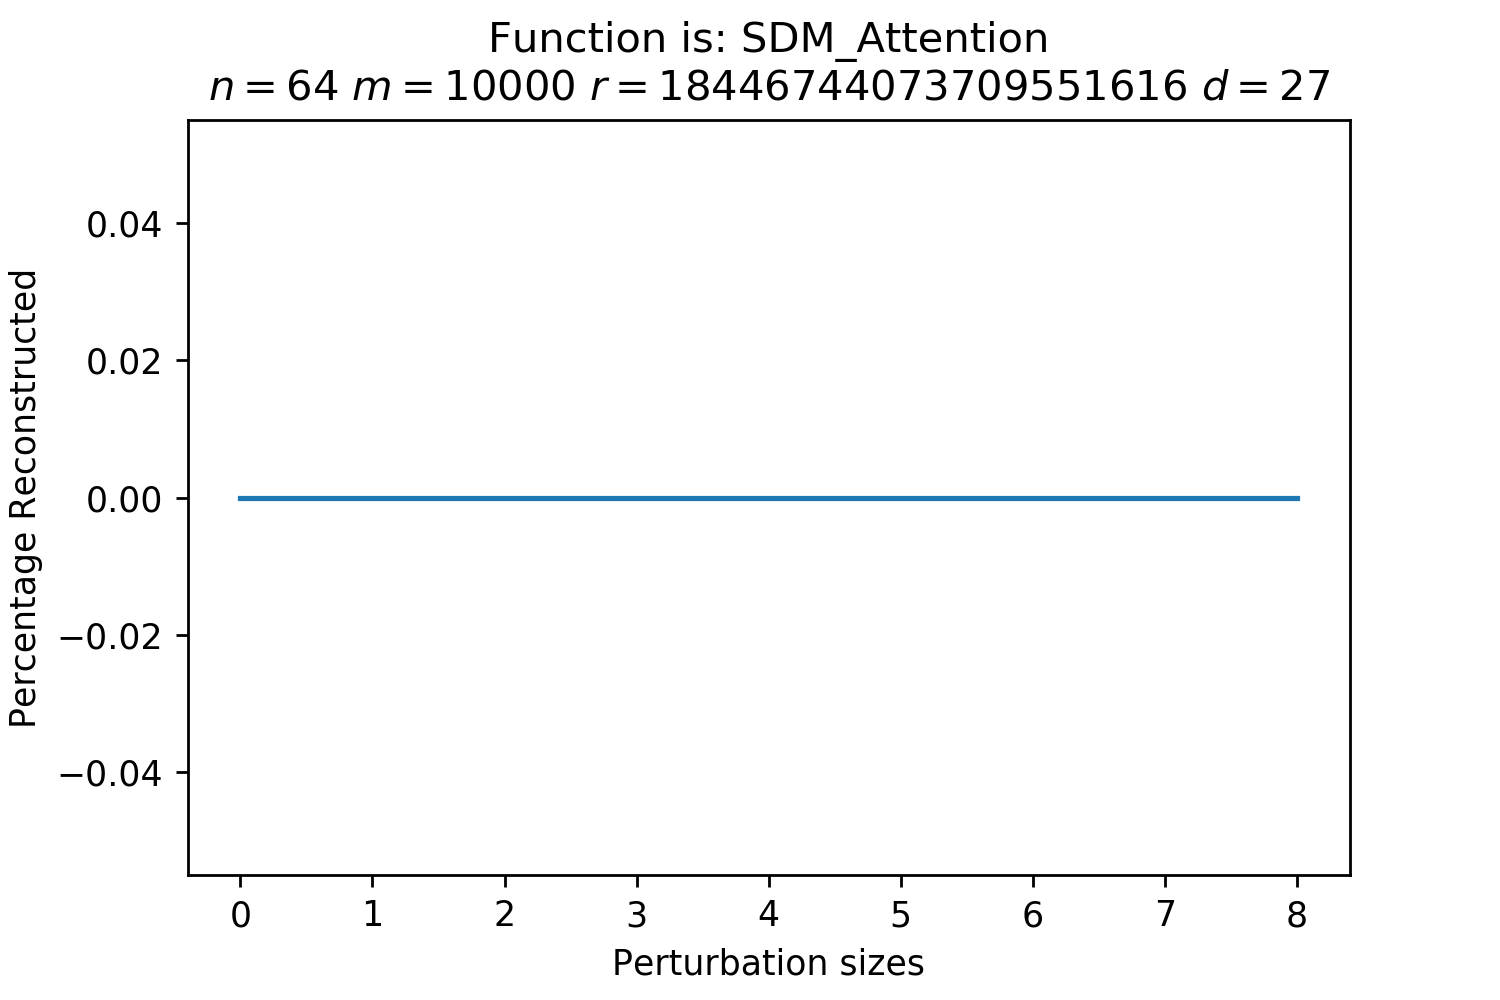 Function is: SDM_Attention
n = 64 m = 10000 r = 18446744073709551616 d = 27
Percentage Reconstructed
0.04
0.02
0.00
−0.02
−0.04
0 1 2 3 4 5 6 7 8
Perturbation sizes